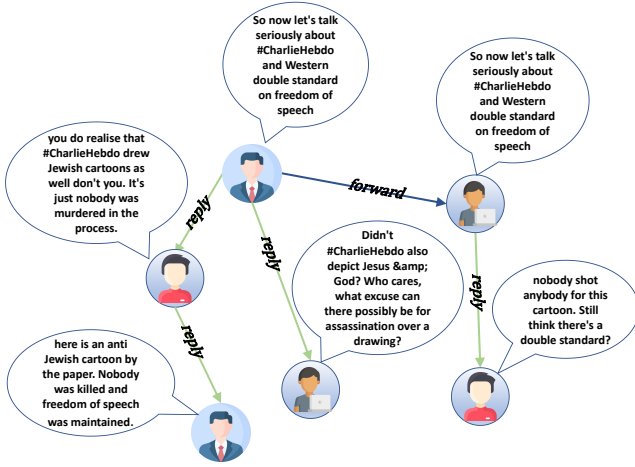 So now let's talk
seriously about
#CharlieHebdo
and Western
double standard
on freedom of
speech
So now let's talk
seriously about
#CharlieHebdo
and Western
double standard
on freedom of
speech
you do realise that
#CharlieHebdo drew
Jewish cartoons as
well don't you. It's
just nobody was
murdered in the
process.
forward
reply
reply
reply
Didn't
#CharlieHebdo also
depict Jesus &amp;
God? Who cares,
what excuse can
there possibly be for
assassination over a
drawing?
nobody shot
anybody for this
cartoon. Still
think there's a
double standard?
reply
here is an anti
Jewish cartoon by
the paper. Nobody
was killed and
freedom of speech
was maintained.